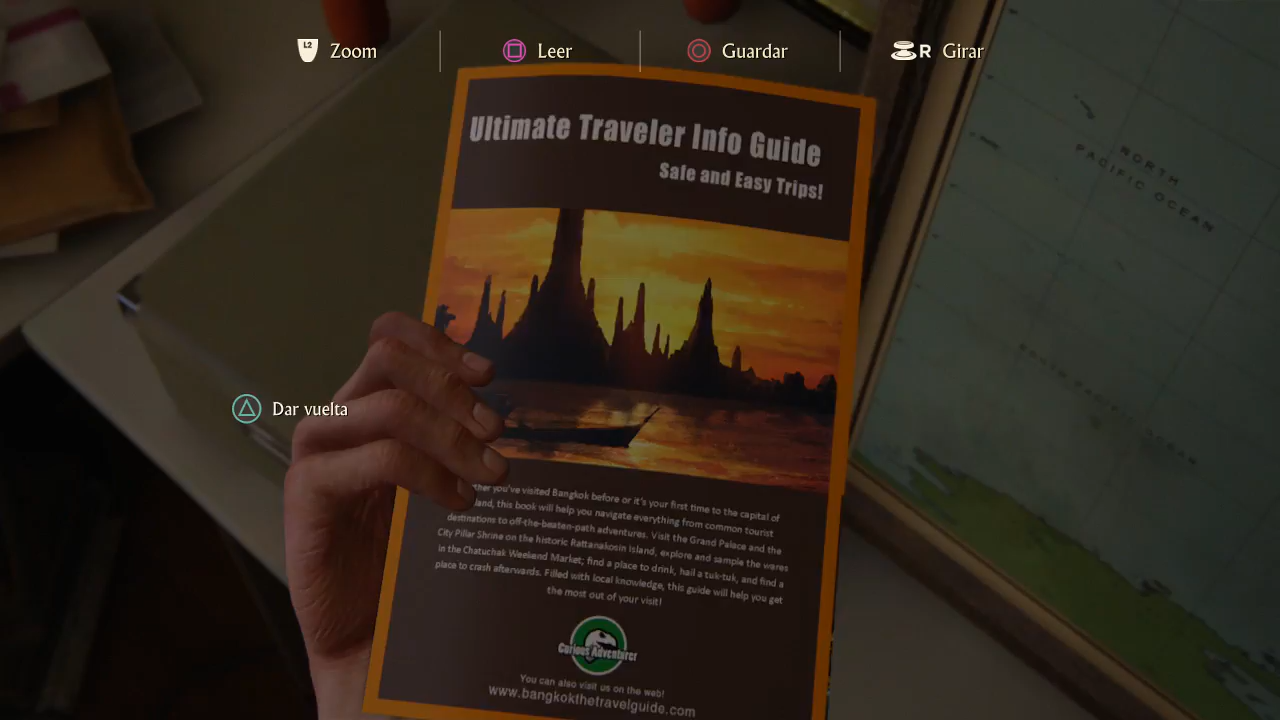 L2 Zoom
Leer
Guardar
R Girar
Ultimate Traveler Info Guide
Safe and Easy Trips!
NORTH
PACIFIC OCEAN
Dar vuelta
you've visited Bangkok before or it's your first time to the capital of
this book will help you navigate everything from common tourist
destinations to off-the-beaten-path adventures. Visit the Grand Palace and the
City Pillar Shrine on the historic Rattanakosin Island, explore and sample the wares
in the Chatuchak Weekend Market; find a place to drink, hail a tuk-tuk, and find a
place to crash afterwards. Filled with local knowledge, this guide will help you get
the most out of your visit!
Curious Adventurer
You can also visit us on the web!
www.bangkokthetravelguide.com